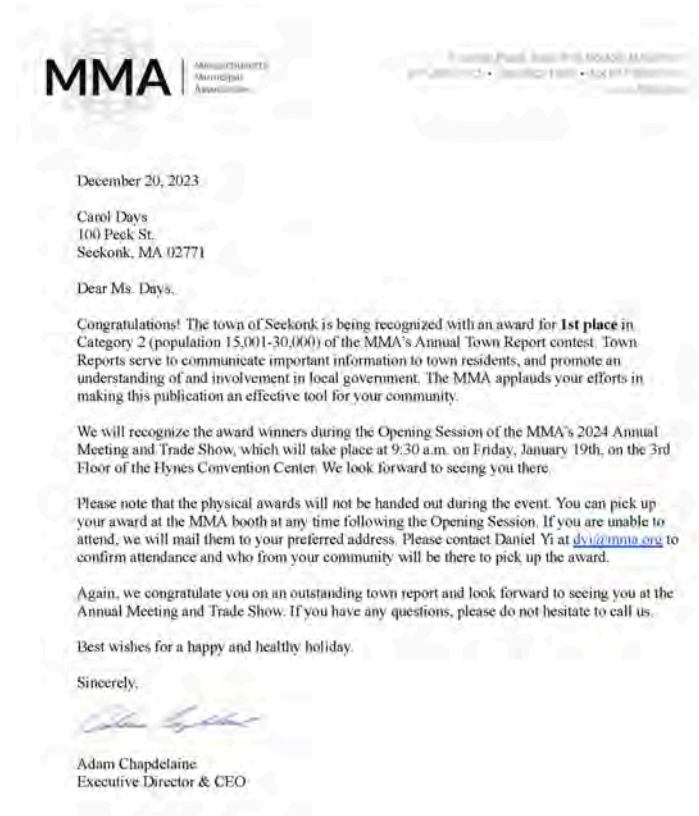 MMA
Massachusetts
Municipal
Association
December 20, 2023
Carol Days
100 Peck St.
Seekonk, MA 02771
Dear Ms. Days,
Congratulations! The town of Seekonk is being recognized with an award for 1st place in
Category 2 (population 15,001-30,000) of the MMA's Annual Town Report contest. Town
Reports serve to communicate important information to town residents, and promote an
understanding of and involvement in local government. The MMA applauds your efforts in
making this publication an effective tool for your community.
We will recognize the award winners during the Opening Session of the MMA's 2024 Annual
Meeting and Trade Show, which will take place at 9:30 a.m. on Friday, January 19th, on the 3rd
Floor of the Hynes Convention Center. We look forward to seeing you there.
Please note that the physical awards will not be handed out during the event. You can pick up
your award at the MMA booth at any time following the Opening Session. If you are unable to
attend, we will mail them to your preferred address. Please contact Daniel Yi at dyi@mma.org to
confirm attendance and who from your community will be there to pick up the award.
Again, we congratulate you on an outstanding town report and look forward to seeing you at the
Annual Meeting and Trade Show. If you have any questions, please do not hesitate to call us.
Best wishes for a happy and healthy holiday.
Sincerely,
Adam Chapdelaine
Executive Director & CEO